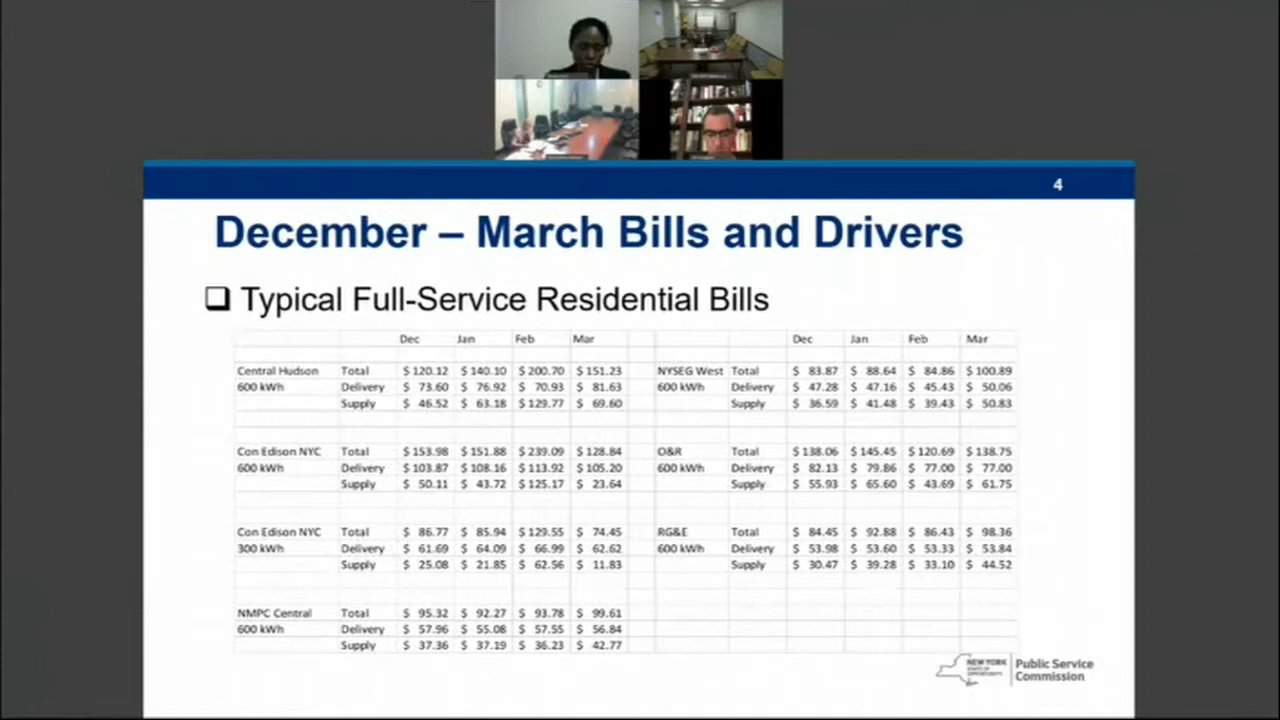 4
December – March Bills and Drivers
Typical Full-Service Residential Bills
Dec Jan Feb Mar Dec Jan Feb Mar
Central Hudson Total $ 120.12 $ 140.10 $ 200.70 $ 151.23 NYSEG West Total $ 83.87 $ 88.64 $ 84.86 $ 100.89
600 kWh Delivery $ 73.60 $ 76.92 $ 70.93 $ 81.63 600 kWh Delivery $ 47.28 $ 47.16 $ 45.43 $ 50.06
Supply $ 46.52 $ 63.18 $ 129.77 $ 69.60 Supply $ 36.59 $ 41.48 $ 39.43 $ 50.83
Con Edison NYC Total $ 153.98 $ 151.88 $ 239.09 $ 128.84 O&R Total $ 138.06 $ 145.45 $ 120.69 $ 138.75
600 kWh Delivery $ 103.87 $ 108.16 $ 113.92 $ 105.20 600 kWh Delivery $ 82.13 $ 79.86 $ 77.00 $ 77.00
Supply $ 50.11 $ 43.72 $ 125.17 $ 23.64 Supply $ 55.93 $ 65.60 $ 43.69 $ 61.75
Con Edison NYC Total $ 86.77 $ 85.94 $ 129.55 $ 74.45 RG&E Total $ 84.45 $ 92.88 $ 86.43 $ 98.36
300 kWh Delivery $ 61.69 $ 64.09 $ 66.99 $ 62.62 600 kWh Delivery $ 53.98 $ 53.60 $ 53.33 $ 53.84
Supply $ 25.08 $ 21.85 $ 62.56 $ 11.83 Supply $ 30.47 $ 39.28 $ 33.10 $ 44.52
NMPC Central Total $ 95.32 $ 92.27 $ 93.78 $ 99.61
600 kWh Delivery $ 57.96 $ 55.08 $ 57.55 $ 56.84
Supply $ 37.36 $ 37.19 $ 36.23 $ 42.77
NEW YORK
STATE OF
OPPORTUNITY
Public Service
Commission